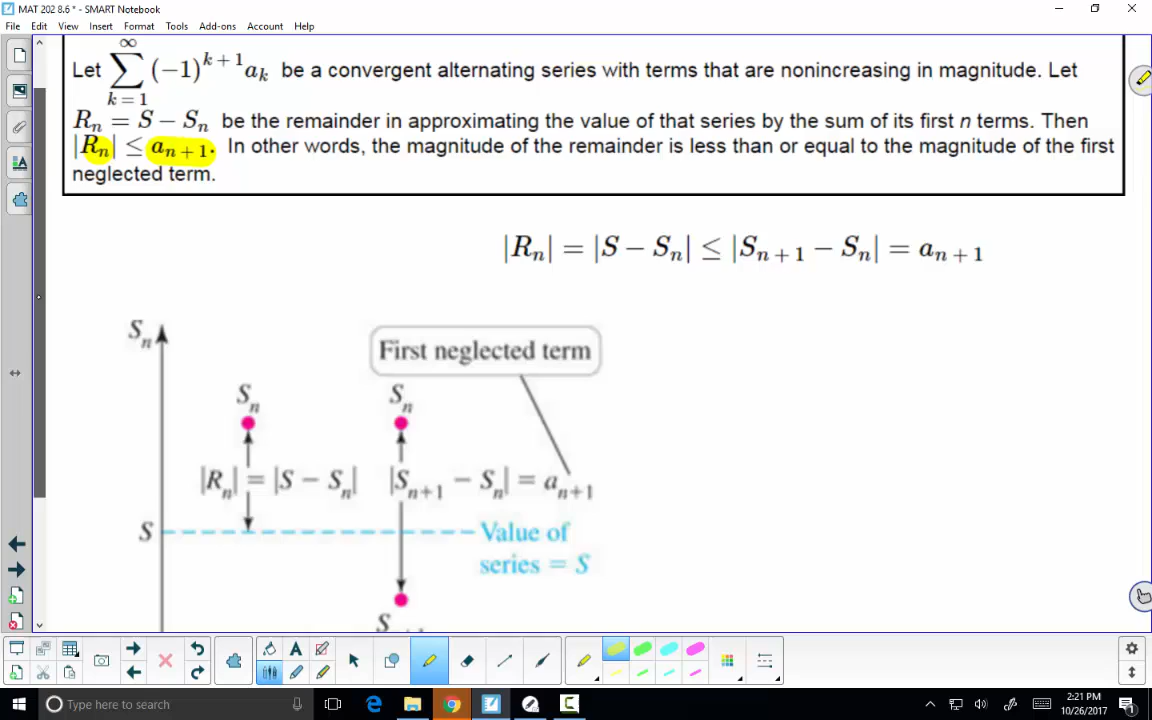 MAT 202 8.6 * - SMART Notebook
File Edit View Insert Format Tools Add-ons Account Help
Let \sum_{k=1}^{∞} (−1)^{k+1} a_k be a convergent alternating series with terms that are nonincreasing in magnitude. Let
R_n = S − S_n be the remainder in approximating the value of that series by the sum of its first n terms. Then
|R_n| ≤ a_{n+1}. In other words, the magnitude of the remainder is less than or equal to the magnitude of the first
neglected term.
|R_n| = |S − S_n| ≤ |S_{n+1} − S_n| = a_{n+1}
S_n
First neglected term
S_n S_n
|R_n| = |S − S_n| |S_{n+1} − S_n| = a_{n+1}
S
Value of
series = S
S
A
Type here to search
2:21 PM
10/26/2017
1